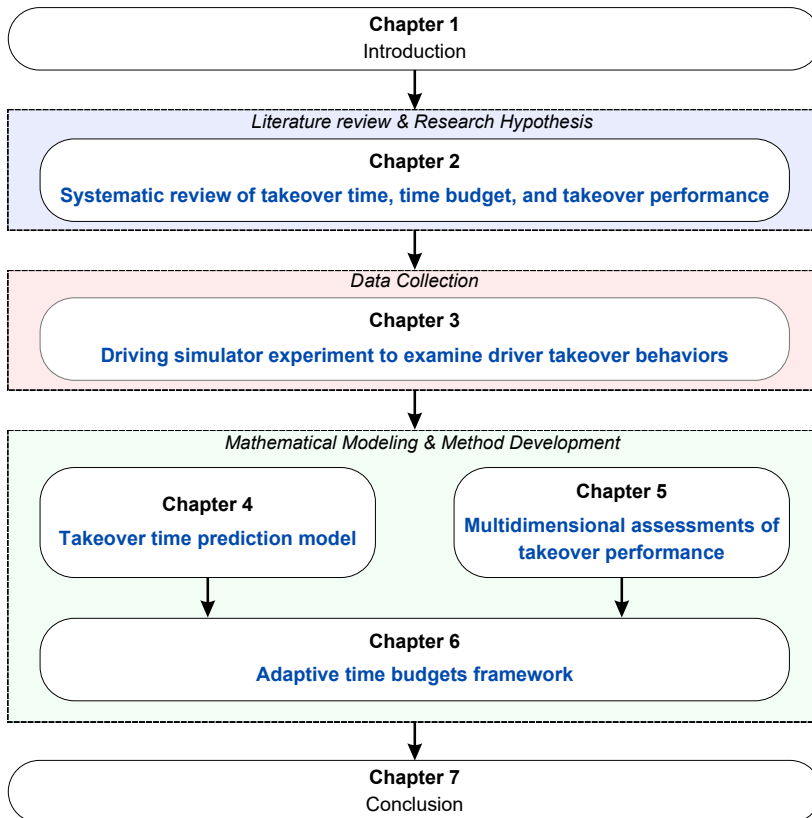 Chapter 1
Introduction
Literature review & Research Hypothesis
Chapter 2
Systematic review of takeover time, time budget, and takeover performance
Data Collection
Chapter 3
Driving simulator experiment to examine driver takeover behaviors
Mathematical Modeling & Method Development
Chapter 4
Takeover time prediction model
Chapter 5
Multidimensional assessments of
takeover performance
Chapter 6
Adaptive time budgets framework
Chapter 7
Conclusion